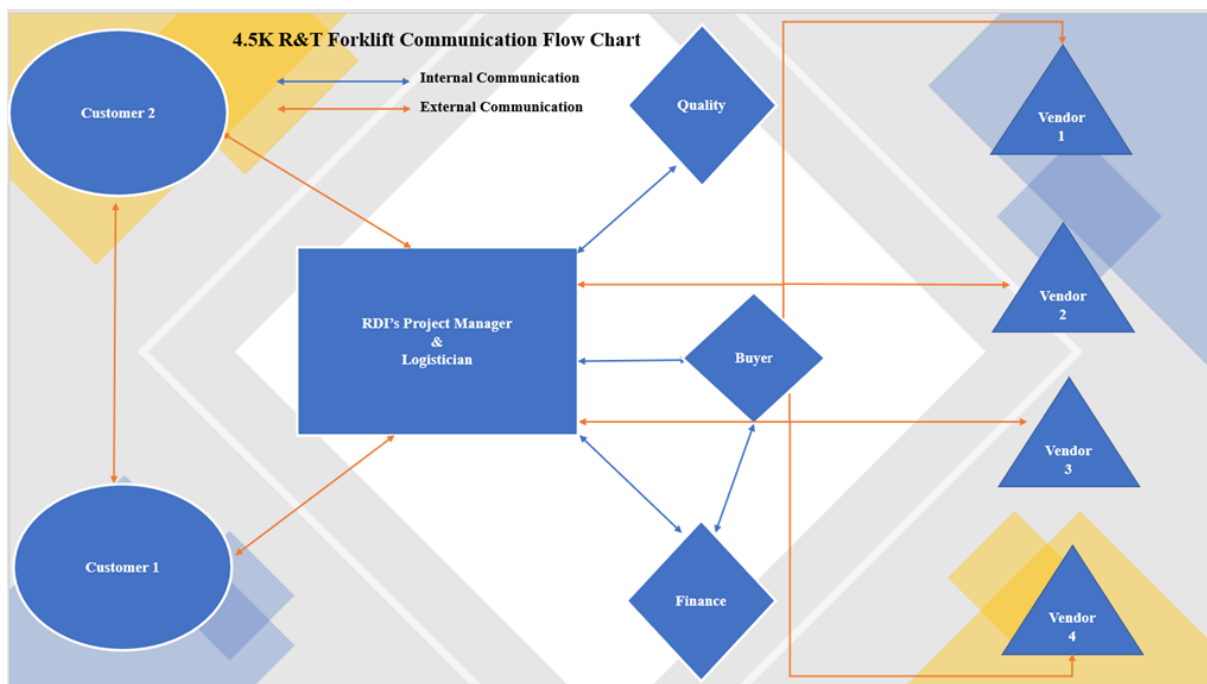 4.5K R&T Forklift Communication Flow Chart
Internal Communication
External Communication
Customer 2
Quality
Vendor
1
Vendor
2
RDI's Project Manager
&
Logistician
Buyer
Vendor
3
Customer 1
Finance
Vendor
4